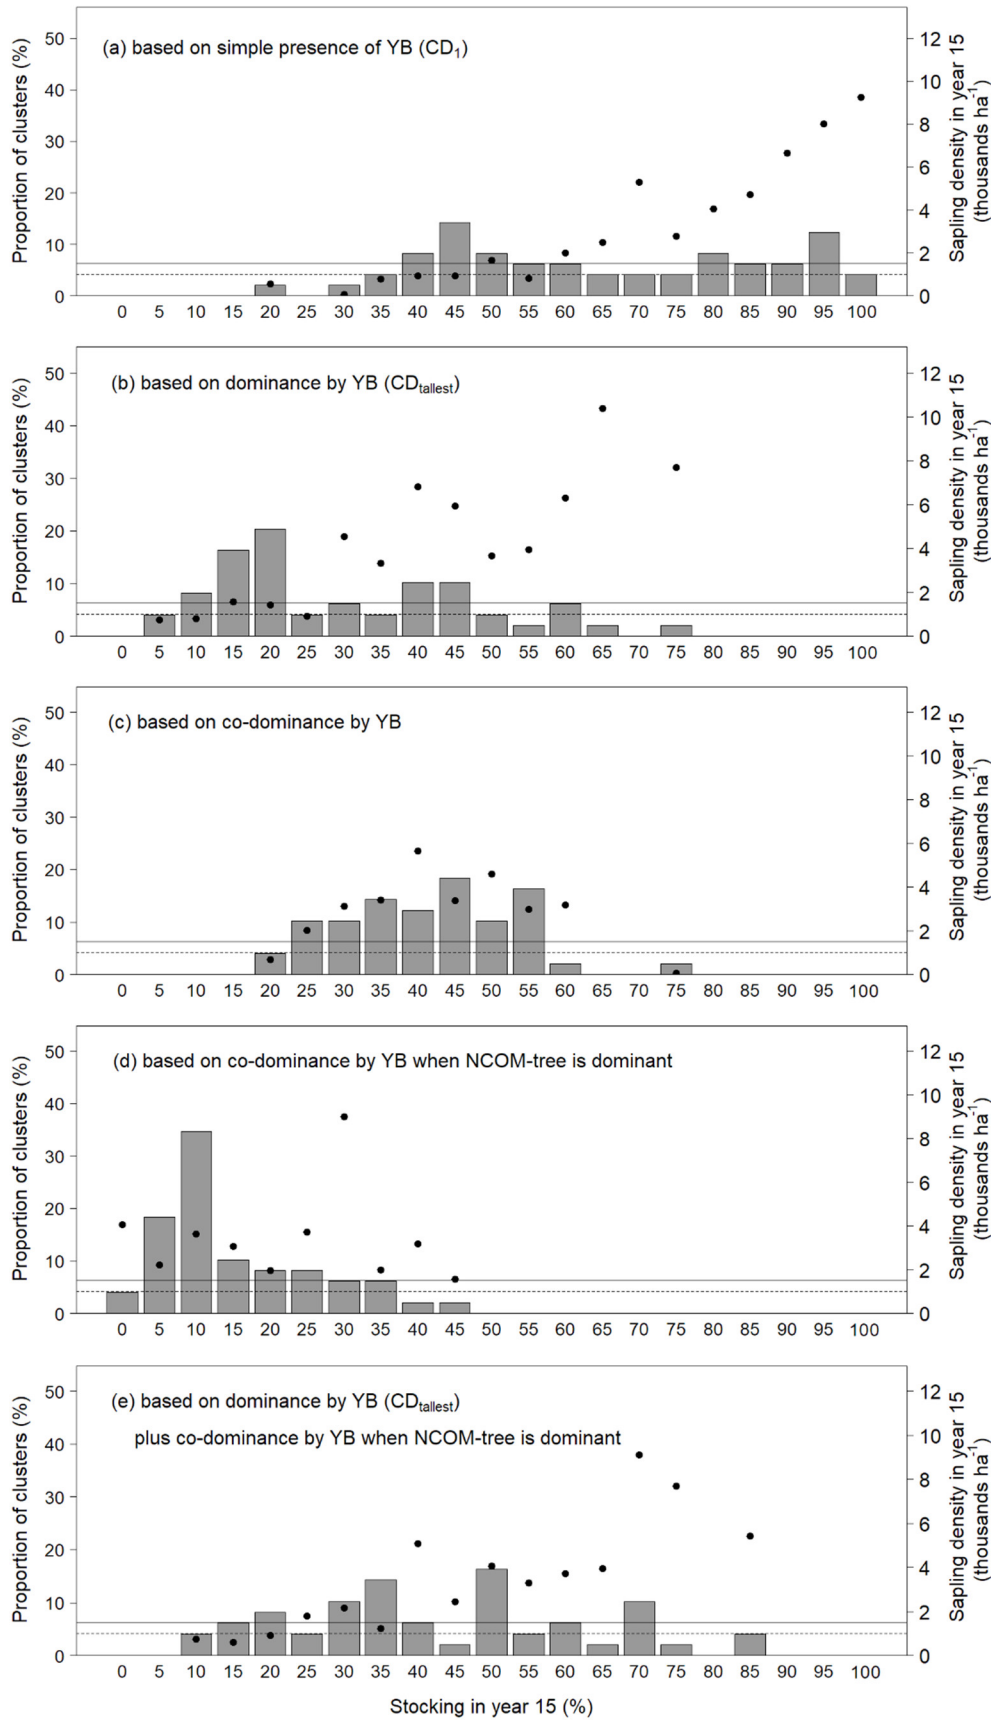 (a) based on simple presence of YB (CD1)
Proportion of clusters (%)
50
40
30
20
10
0
Sapling density in year 15
(thousands ha-1)
12
10
8
6
4
2
0
0 5 10 15 20 25 30 35 40 45 50 55 60 65 70 75 80 85 90 95 100
(b) based on dominance by YB (CDtallest)
Proportion of clusters (%)
50
40
30
20
10
0
Sapling density in year 15
(thousands ha-1)
12
10
8
6
4
2
0
0 5 10 15 20 25 30 35 40 45 50 55 60 65 70 75 80 85 90 95 100
(c) based on co-dominance by YB
Proportion of clusters (%)
50
40
30
20
10
0
Sapling density in year 15
(thousands ha-1)
12
10
8
6
4
2
0
0 5 10 15 20 25 30 35 40 45 50 55 60 65 70 75 80 85 90 95 100
(d) based on co-dominance by YB when NCOM-tree is dominant
Proportion of clusters (%)
50
40
30
20
10
0
Sapling density in year 15
(thousands ha-1)
12
10
8
6
4
2
0
0 5 10 15 20 25 30 35 40 45 50 55 60 65 70 75 80 85 90 95 100
(e) based on dominance by YB (CDtallest)
plus co-dominance by YB when NCOM-tree is dominant
Proportion of clusters (%)
50
40
30
20
10
0
Sapling density in year 15
(thousands ha-1)
12
10
8
6
4
2
0
0 5 10 15 20 25 30 35 40 45 50 55 60 65 70 75 80 85 90 95 100
Stocking in year 15 (%)